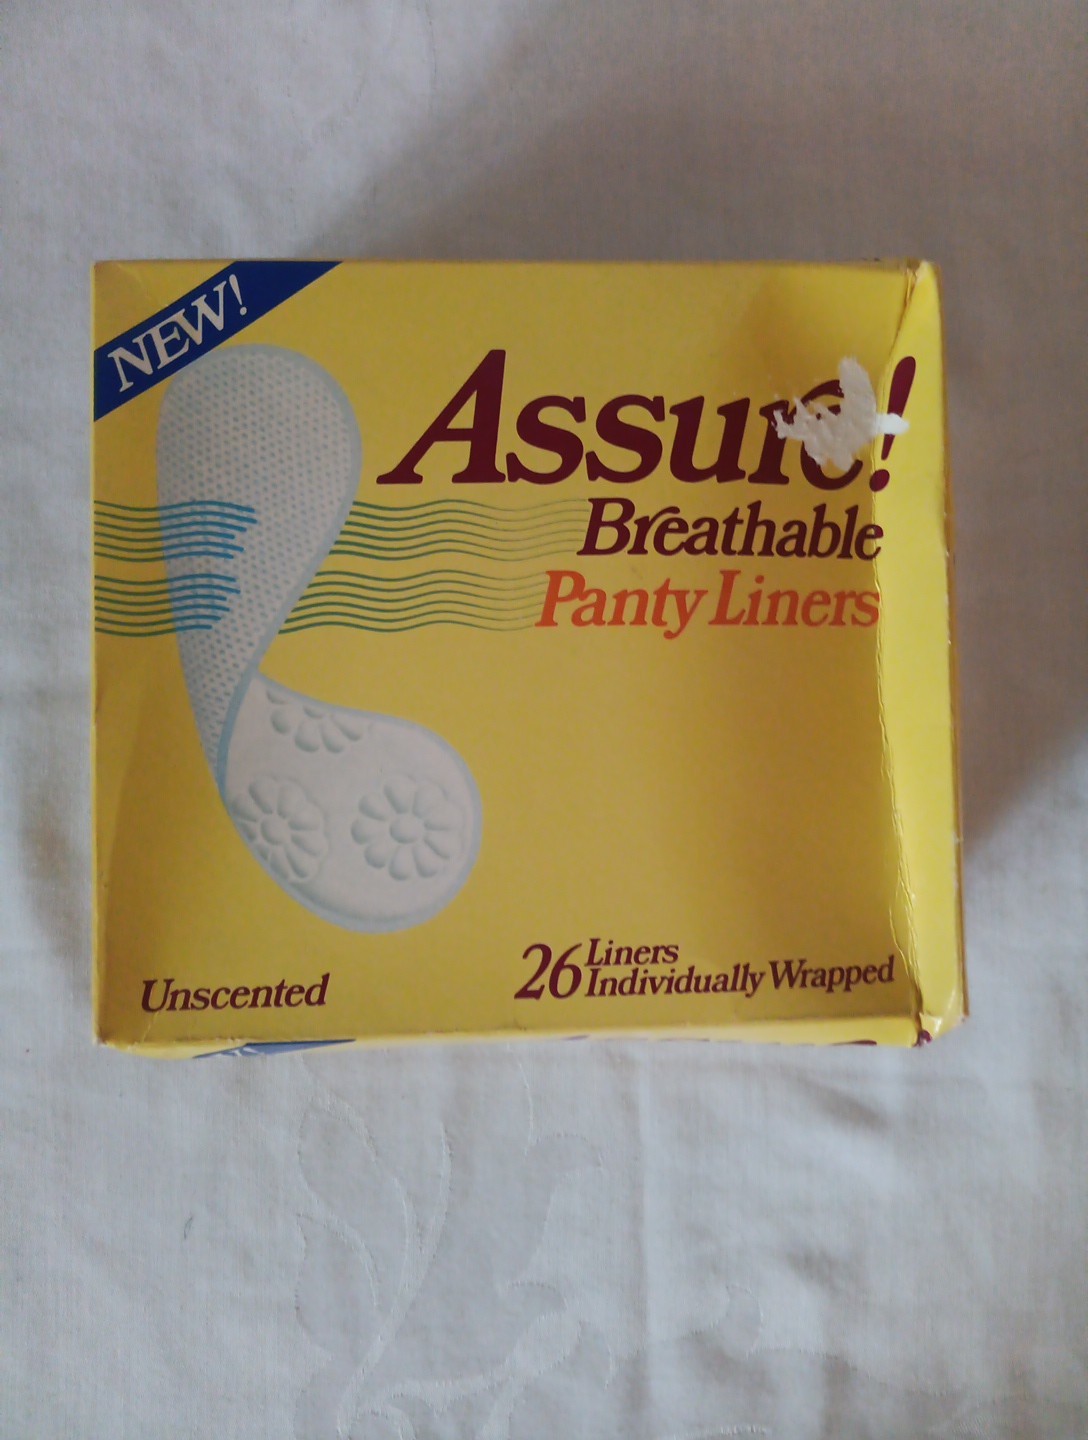 NEW!
Assure!
Breathable
Panty Liners
Unscented
26 Liners
Individually Wrapped